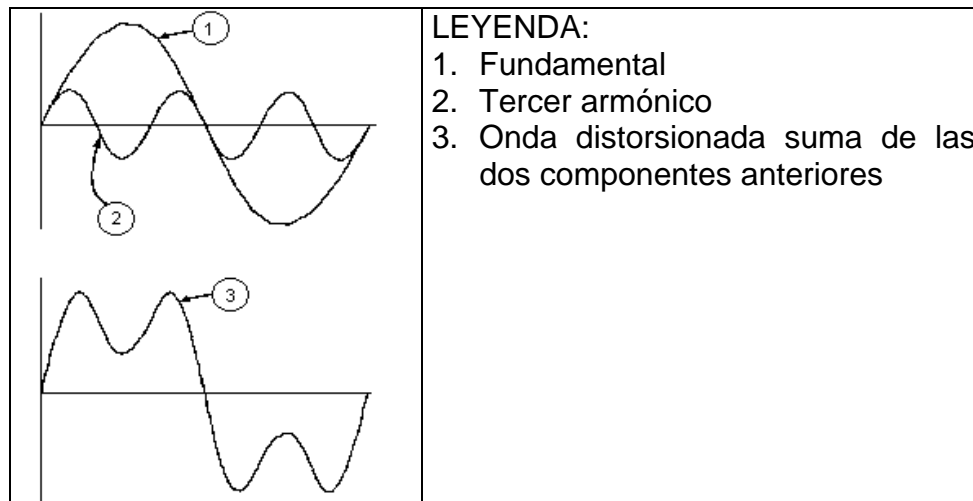 1
2
3
LEYENDA:
1. Fundamental
2. Tercer armónico
3. Onda distorsionada suma de las
dos componentes anteriores